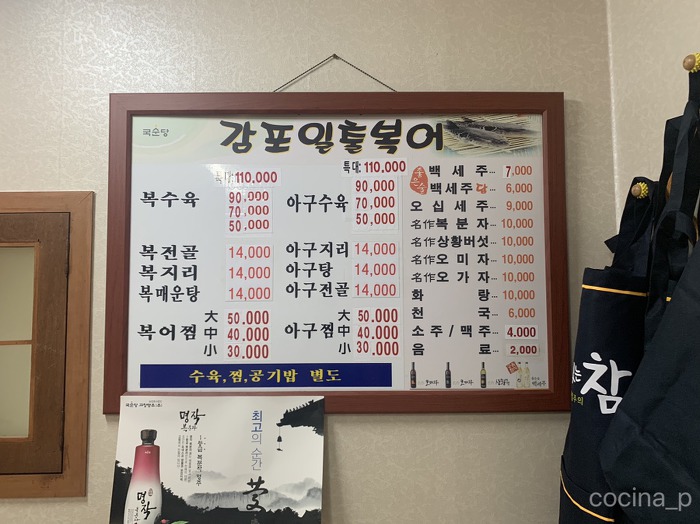 국순당
감포일출복어
특대:110,000
복수육
90,000
70,000
50,000
복전골 14,000
복지리 14,000
복매운탕 14,000
복어찜
大 50.000
中 40.000
小 30.000
특대:110.000
아구수육
90,000
70,000
50,000
아구지리 14,000
아구탕 14,000
아구전골 14,000
아구찜
大 50.000
中 40.000
小 30.000
수육,찜,공기밥 별도
백세주... 7,000
백세주담... 6,000
오십세주... 9,000
名作복분자... 10,000
名作상황버섯... 10,000
名作오미자... 10,000
名作오가자... 10,000
화랑... 10,000
천국... 6,000
소주/맥주... 4.000
음료... 2,000
명작
최고의 순간
명작
참
cocina_p